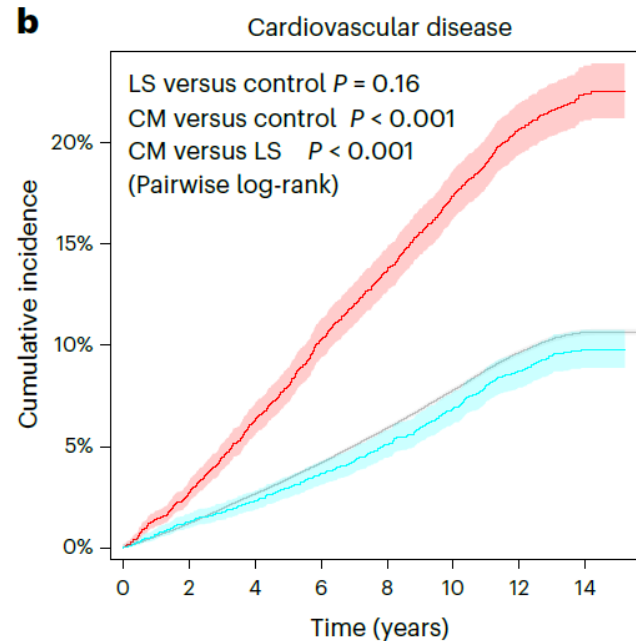 b
Cardiovascular disease
LS versus control P = 0.16
CM versus control P < 0.001
CM versus LS P < 0.001
(Pairwise log-rank)
Cumulative incidence
20%
15%
10%
5%
0%
0 2 4 6 8 10 12 14
Time (years)